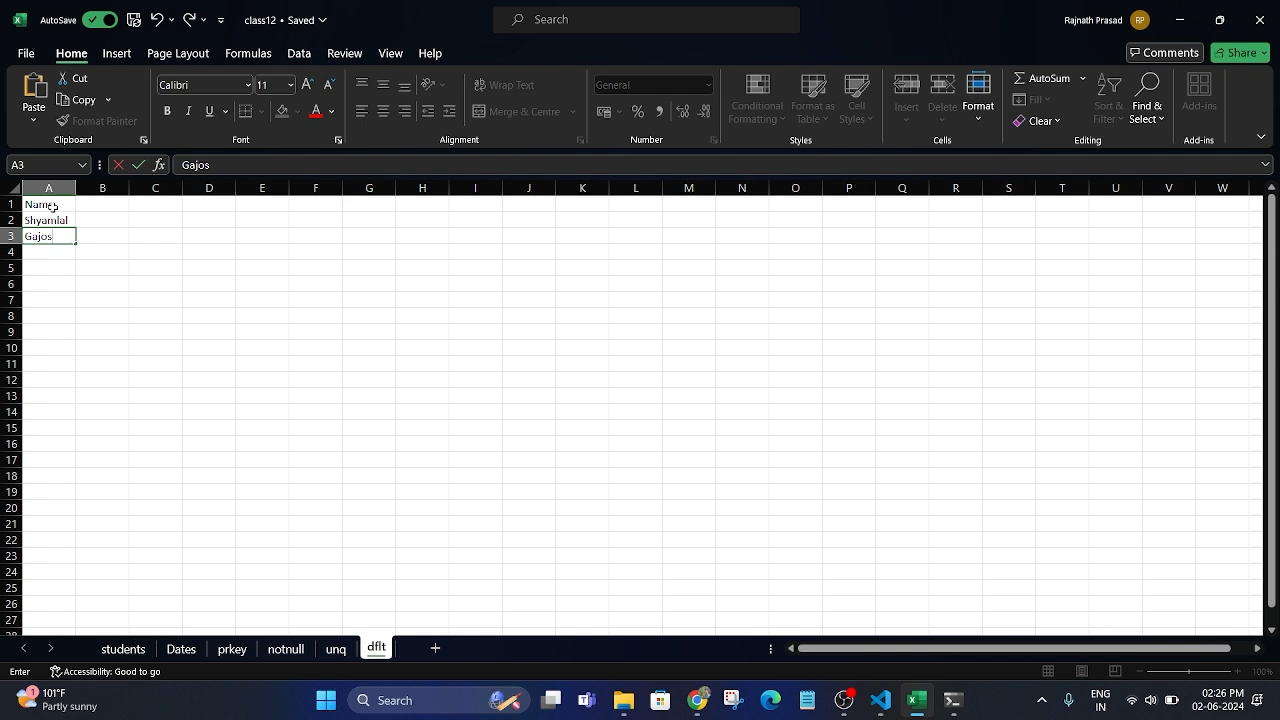 AutoSave class12 • Saved Search Rajnath Prasad RP
File Home Insert Page Layout Formulas Data Review View Help Comments Share
Paste Cut Copy Format Painter Clipboard
Calibri 11 A A B I U A Font
ab Wrap Text Merge & Centre Alignment
General % Number
Conditional Formatting Format as Table Cell Styles Styles
Insert Delete Format Cells
AutoSum Fill Clear Sort & Filter Find & Select Editing
Add-ins Add-ins
A3 fx Gajos
A B C D E F G H I J K L M N O P Q R S T U V W
1 Name
2 Shyamlal
3 Gajos
4
5
6
7
8
9
10
11
12
13
14
15
16
17
18
19
20
21
22
23
24
25
26
27
students Dates prkey notnull unq dflt +
Enter Accessibility: Good to go 100%
1 101°F Partly sunny Search ENG IN 02:26 PM 02-06-2024